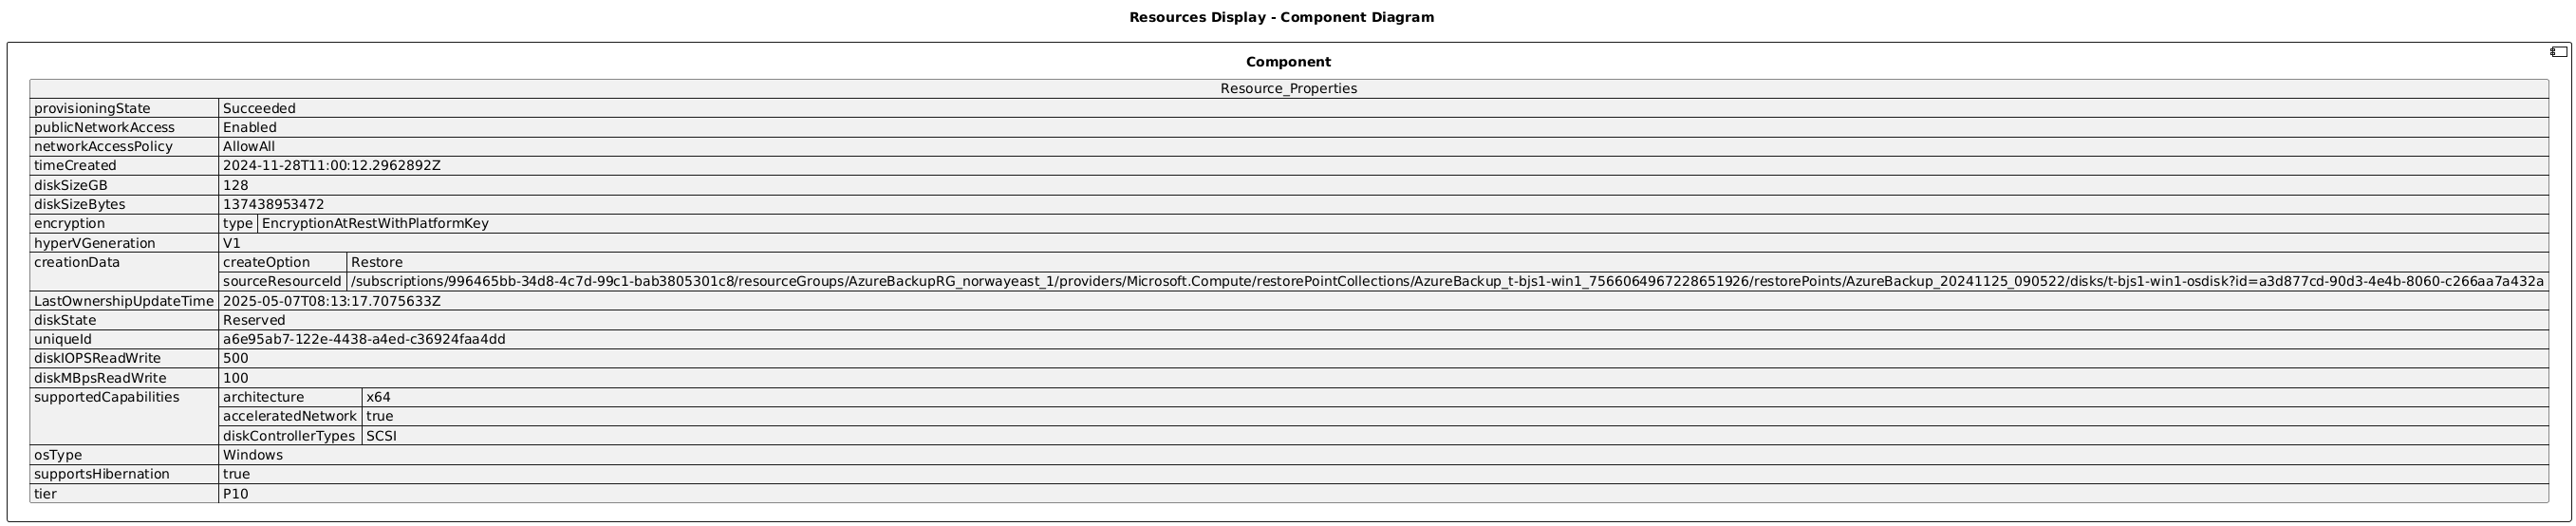 Resources Display - Component Diagram
Component
Resource_Properties
provisioningState Succeeded
publicNetworkAccess Enabled
networkAccessPolicy AllowAll
timeCreated 2024-11-28T11:00:12.2962892Z
diskSizeGB 128
diskSizeBytes 137438953472
encryption type EncryptionAtRestWithPlatformKey
hyperVGeneration V1
creationData createOption Restore
sourceResourceId /subscriptions/996465bb-34d8-4c7d-99c1-bab3805301c8/resourceGroups/AzureBackupRG_norwayeast_1/providers/Microsoft.Compute/restorePointCollections/AzureBackup_t-bjs1-win1_7566064967228651926/restorePoints/AzureBackup_20241125_090522/disks/t-bjs1-win1-osdisk?id=a3d877cd-90d3-4e4b-8060-c266aa7a432a
LastOwnershipUpdateTime 2025-05-07T08:13:17.7075633Z
diskState Reserved
uniqueId a6e95ab7-122e-4438-a4ed-c36924faa4dd
diskIOPSReadWrite 500
diskMBpsReadWrite 100
supportedCapabilities architecture x64
acceleratedNetwork true
diskControllerTypes SCSI
osType Windows
supportsHibernation true
tier P10